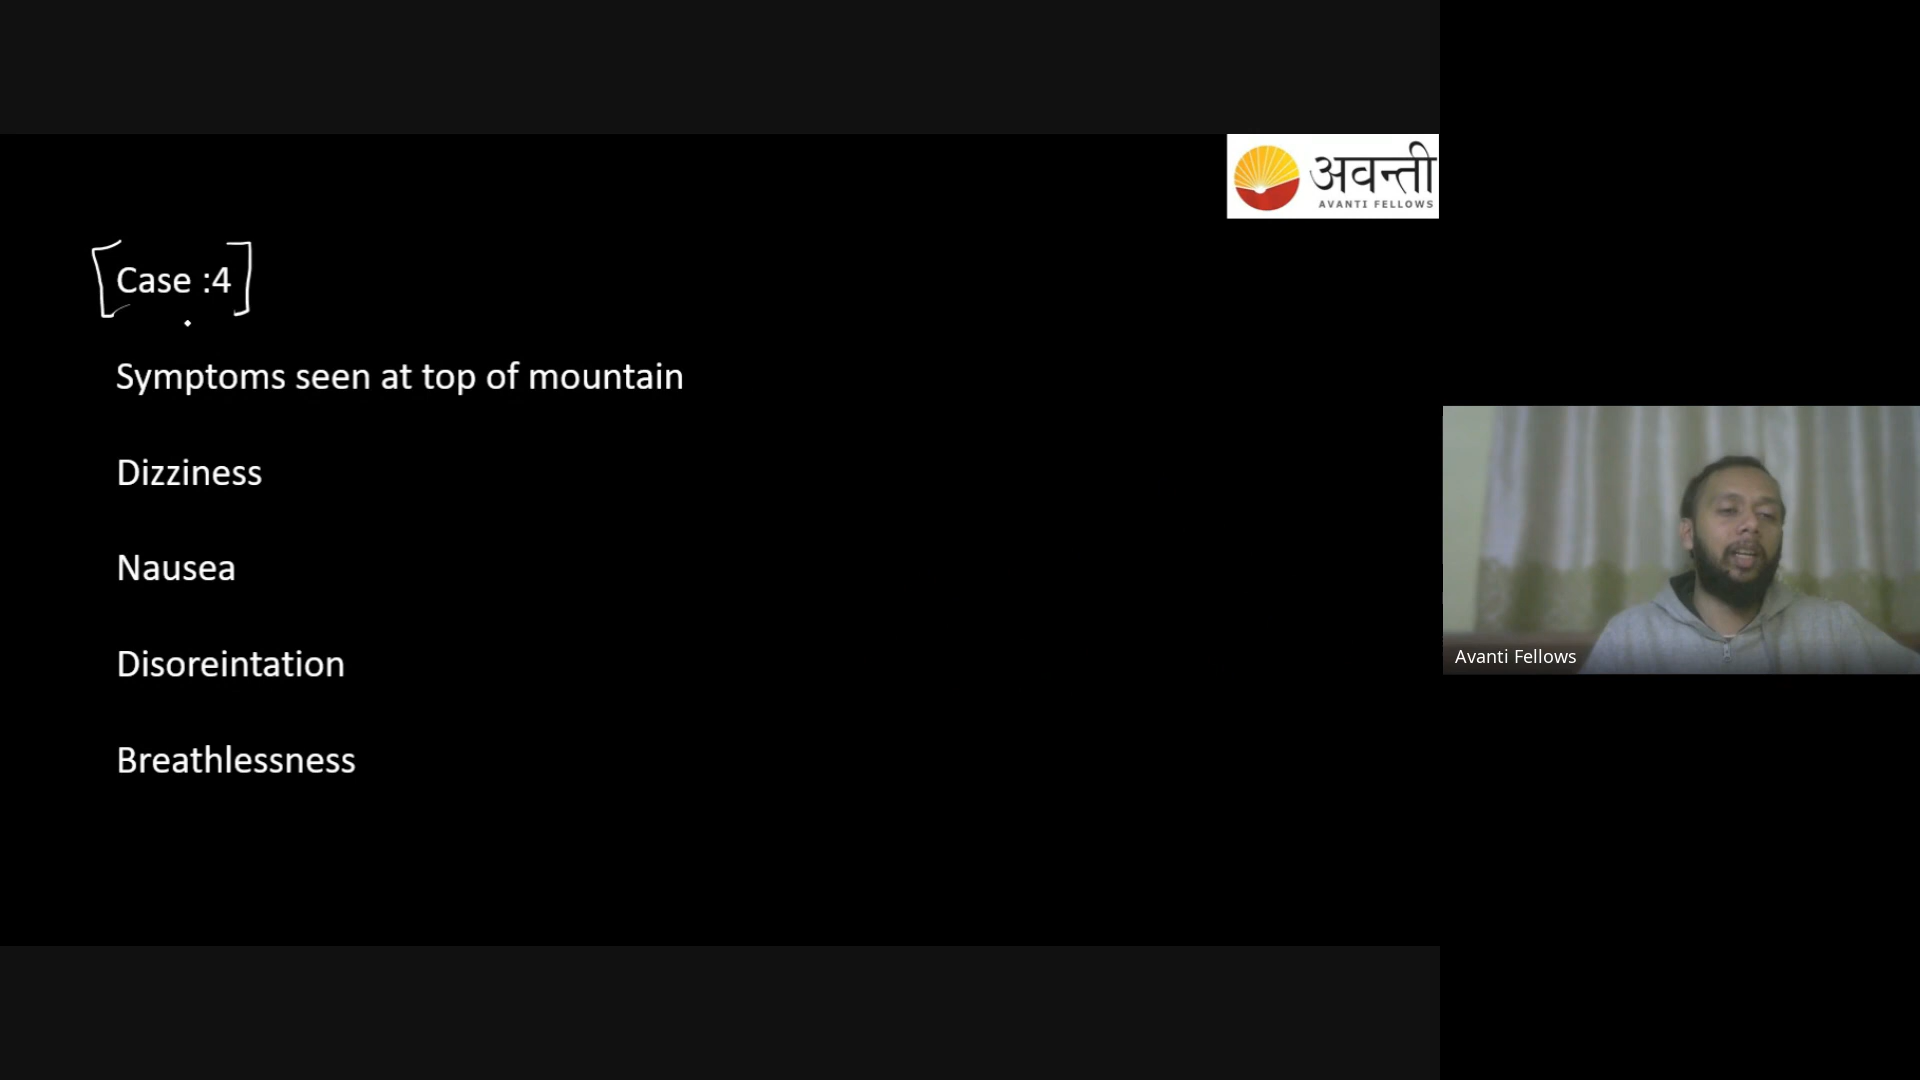 अवन्ती
AVANTI FELLOWS
Case :4
Symptoms seen at top of mountain
Dizziness
Nausea
Disoreintation
Breathlessness
Avanti Fellows